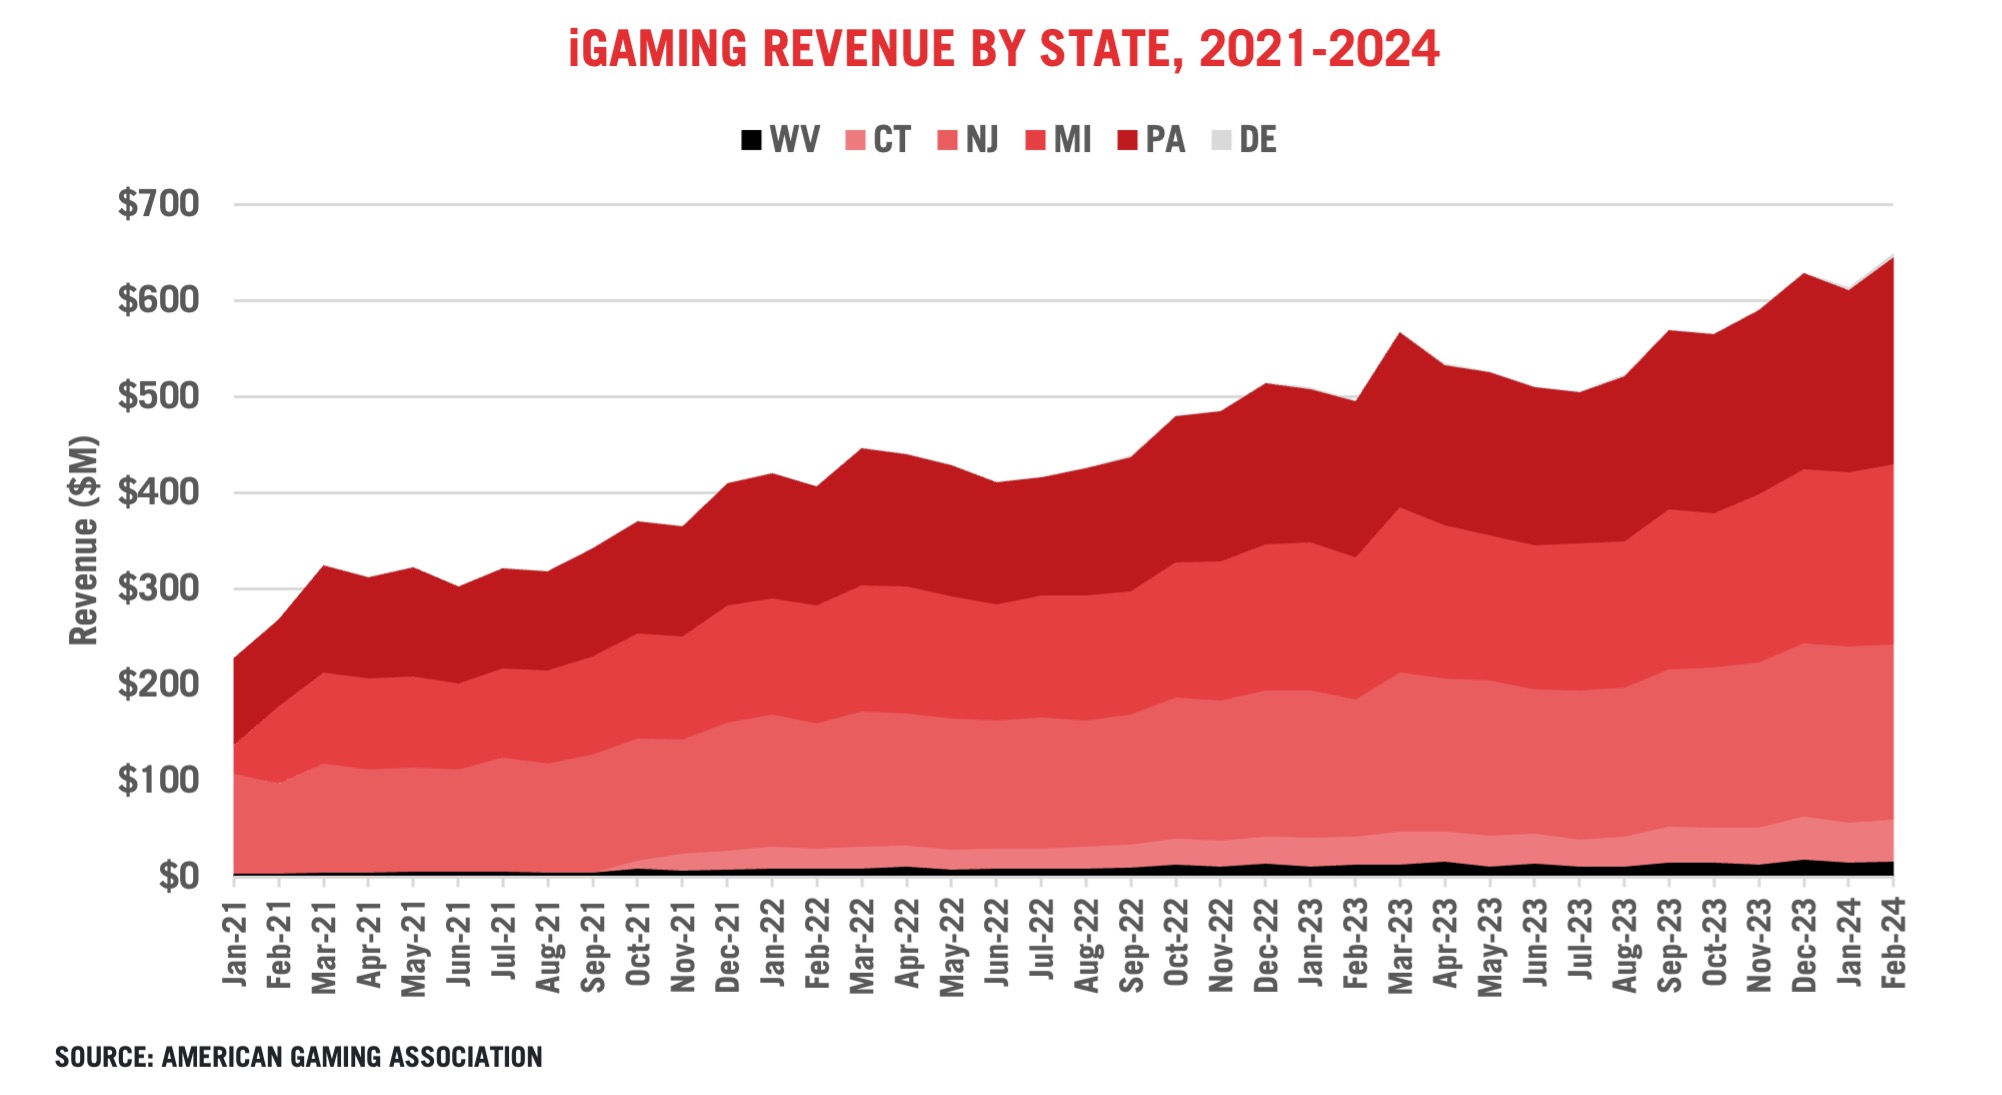 iGAMING REVENUE BY STATE, 2021-2024
WV CT NJ MI PA DE
Revenue ($M)
$700
$600
$500
$400
$300
$200
$100
$0
Jan-21
Feb-21
Mar-21
Apr-21
May-21
Jun-21
Jul-21
Aug-21
Sep-21
Oct-21
Nov-21
Dec-21
Jan-22
Feb-22
Mar-22
Apr-22
May-22
Jun-22
Jul-22
Aug-22
Sep-22
Oct-22
Nov-22
Dec-22
Jan-23
Feb-23
Mar-23
Apr-23
May-23
Jun-23
Jul-23
Aug-23
Sep-23
Oct-23
Nov-23
Dec-23
Jan-24
Feb-24
SOURCE: AMERICAN GAMING ASSOCIATION